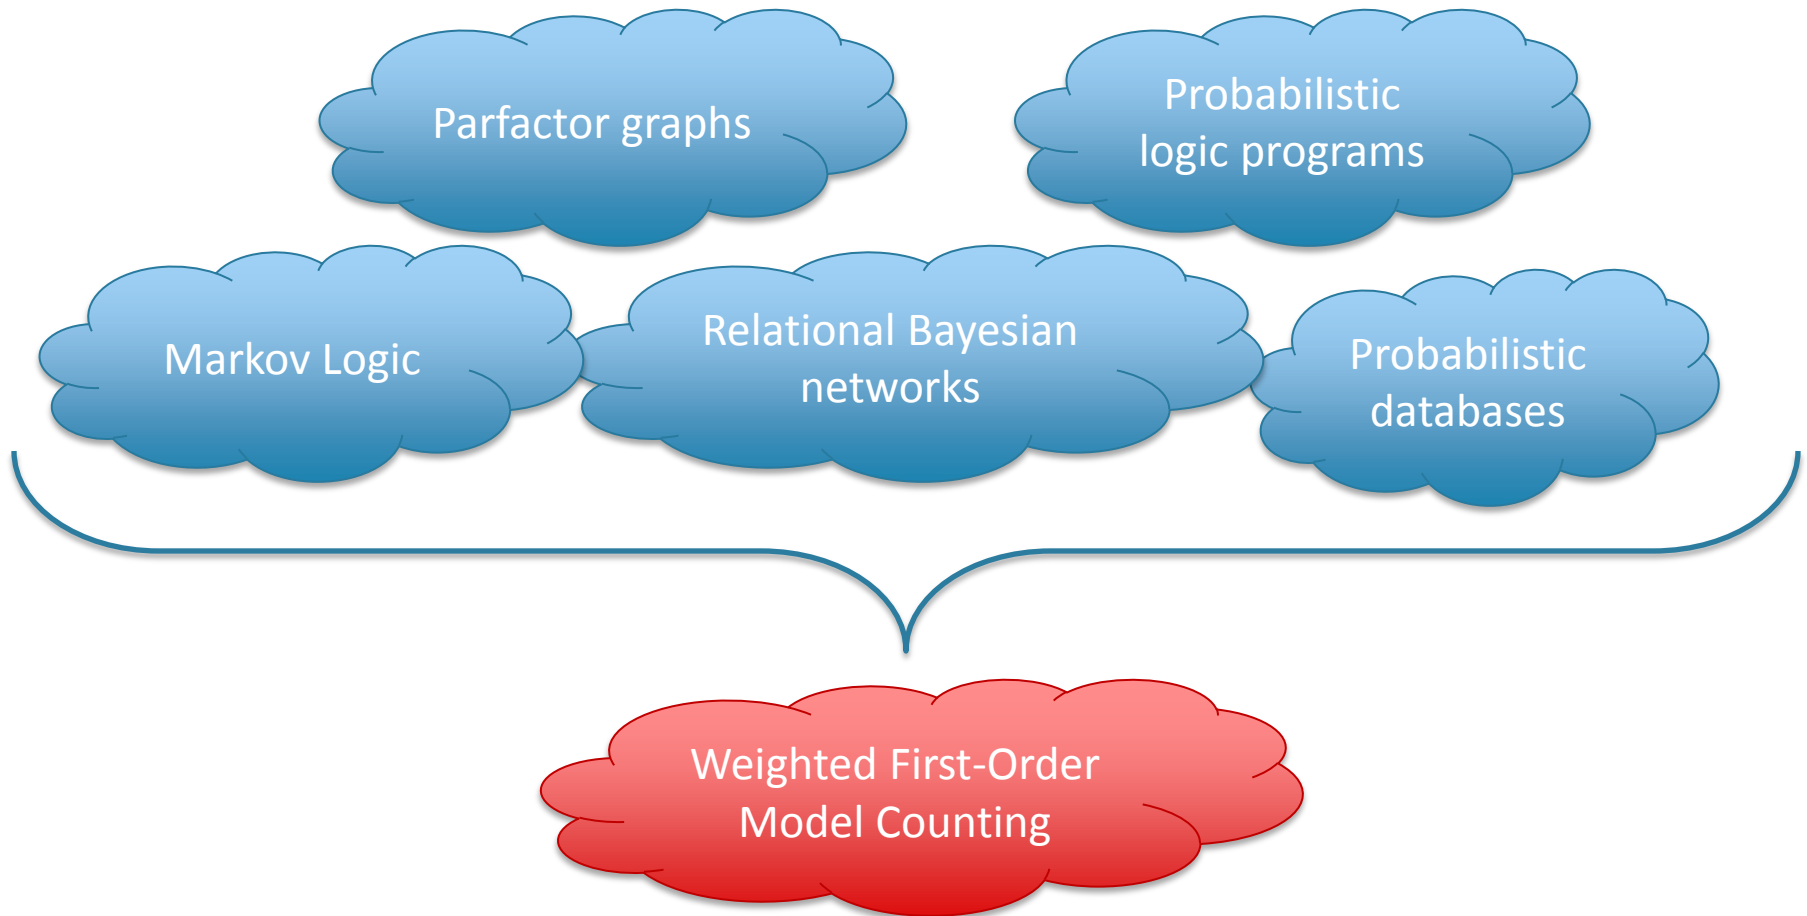 Parfactor graphs
Probabilistic
logic programs
Markov Logic
Relational Bayesian
networks
Probabilistic
databases
Weighted First-Order
Model Counting